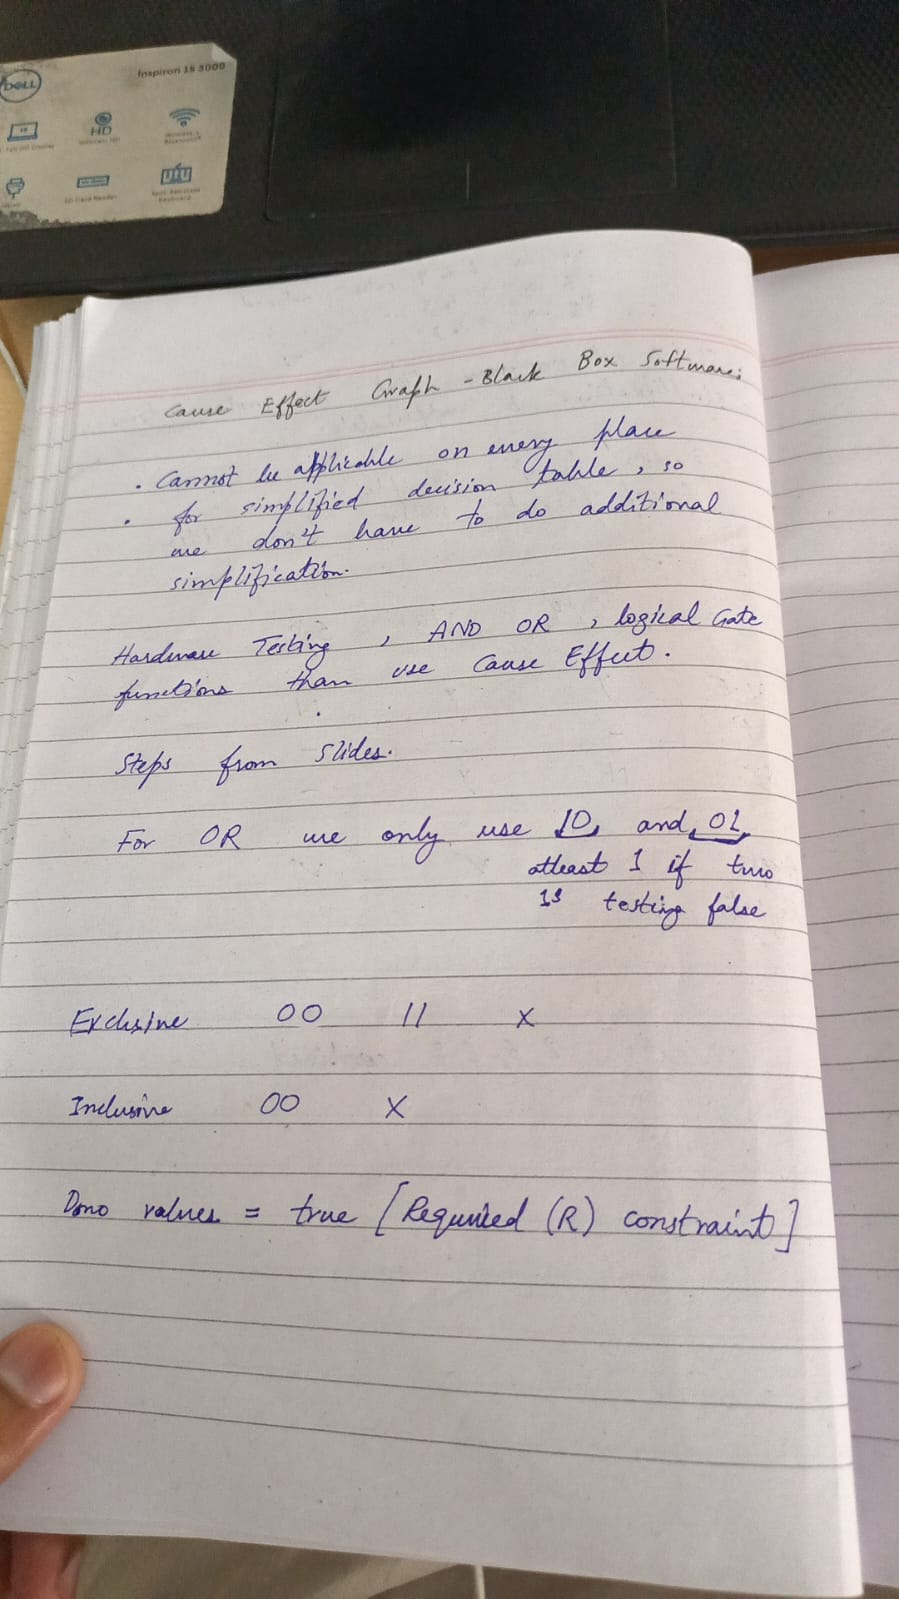 DELL
Inspiron 15 3000
HD
Cause Effect Graph - Black Box Software:
. Cannot be applicable on every place
. for simplified decision table, so
we don't have to do additional
simplification.
Hardware Testing , AND OR , logical Gate
functions than use Cause Effect.
Steps from Slides.
For OR we only use 10, and 01,
atleast 1 if two
1s testing false
Exclusive 00 11 X
Inclusive 00 X
Dono values = true [Required (R) constraint]